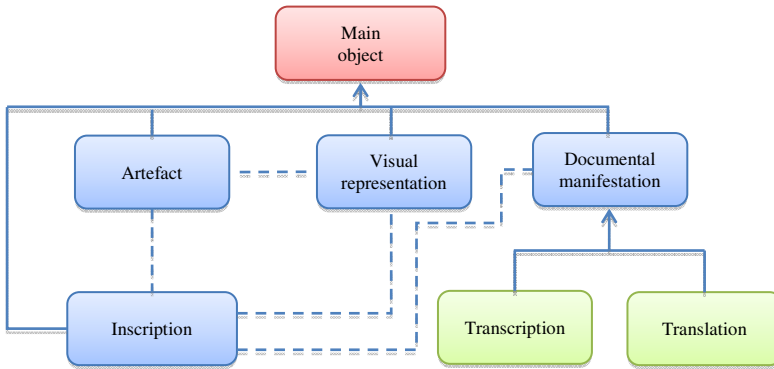 Main
object
Artefact
Visual
representation
Documental
manifestation
Inscription
Transcription
Translation